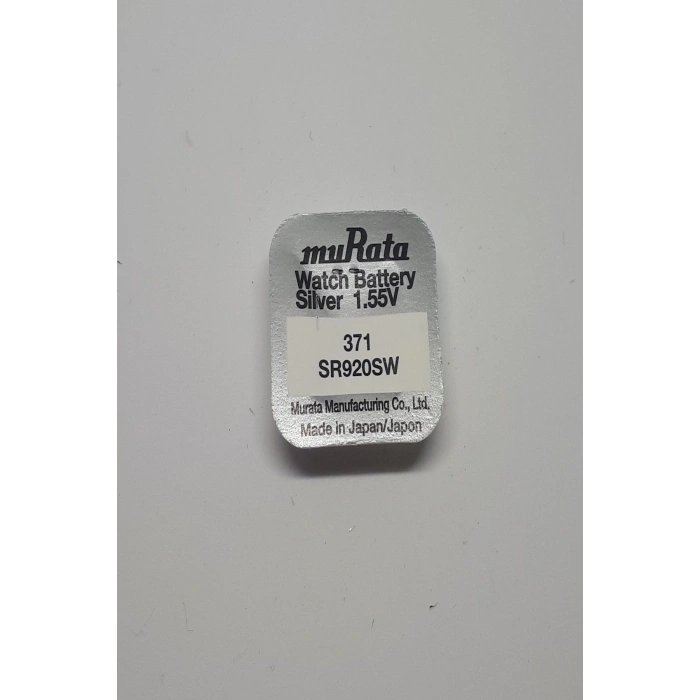 muRata
Watch Battery
Silver 1.55V
371
SR920SW
Murata Manufacturing Co., Ltd.
Made in Japan/Japon